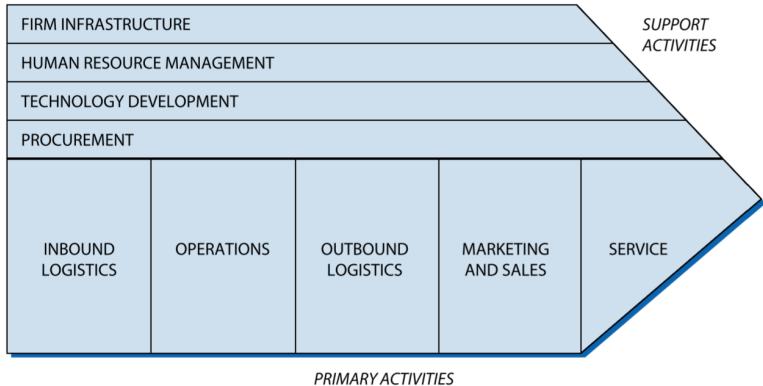 FIRM INFRASTRUCTURE
SUPPORT
ACTIVITIES
HUMAN RESOURCE MANAGEMENT
TECHNOLOGY DEVELOPMENT
PROCUREMENT
INBOUND
LOGISTICS
OPERATIONS
OUTBOUND
LOGISTICS
MARKETING
AND SALES
SERVICE
PRIMARY ACTIVITIES